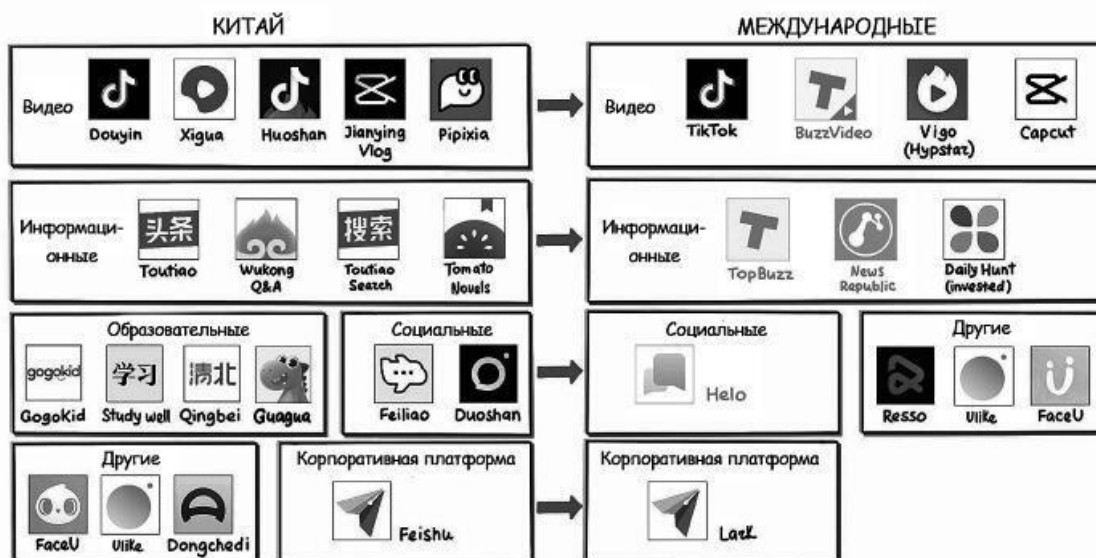 КИТАЙ
МЕЖДУНАРОДНЫЕ
Видео
Douyin
Xigua
Huoshan
Jianying
Vlog
Pipixia
Видео
TikTok
BuzzVideo
Vigo
(Hypstar)
Capcut
Информаци-
онные
头条
Toutiao
Wukong
Q&A
搜索
Toutiao
Search
Tomato
Novels
Информаци-
онные
TopBuzz
News
Republic
Daily Hunt
(invested)
Образовательные
gogokid
GogoKid
学习
Study well
清北
Qingbei
Guagua
Социальные
Feiliao
Duoshan
Социальные
Helo
Другие
Resso
Ulike
FaceU
Другие
FaceU
Ulike
Dongchedi
Корпоративная платформа
Feishu
Корпоративная платформа
Lark